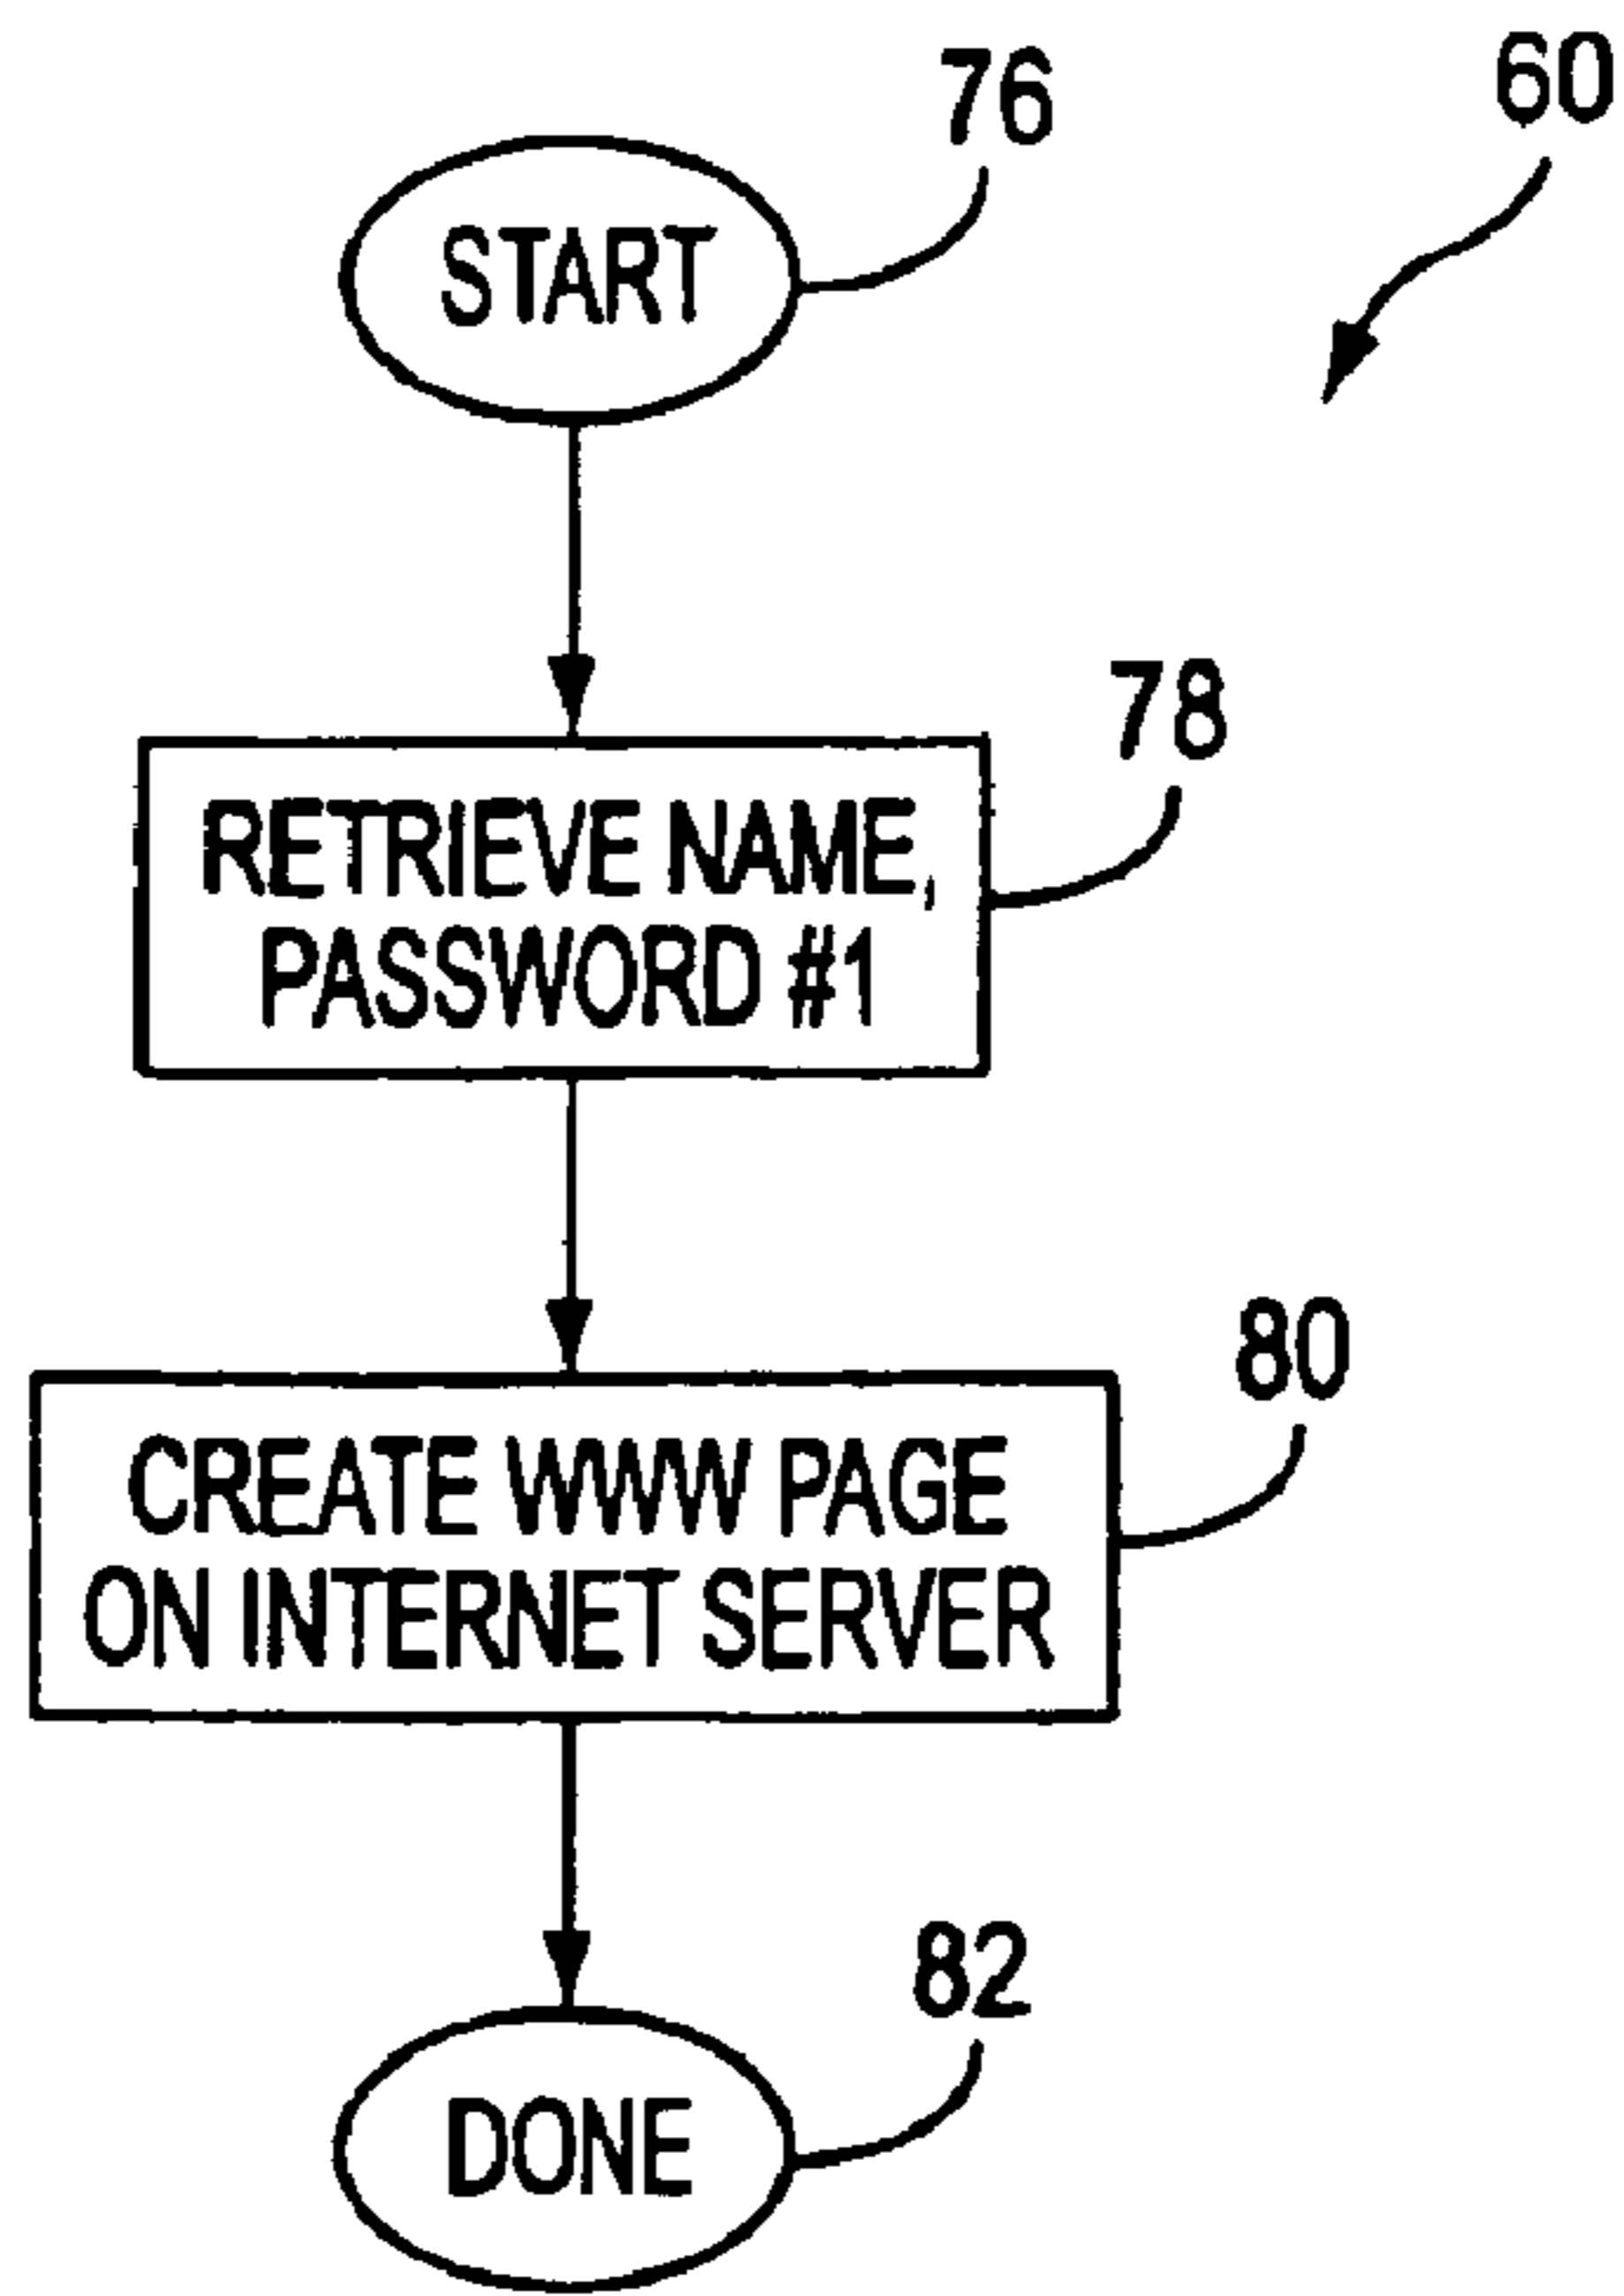 60
76
START
78
RETRIEVE NAME,
PASSWORD #1
80
CREATE WWW PAGE
ON INTERNET SERVER
82
DONE